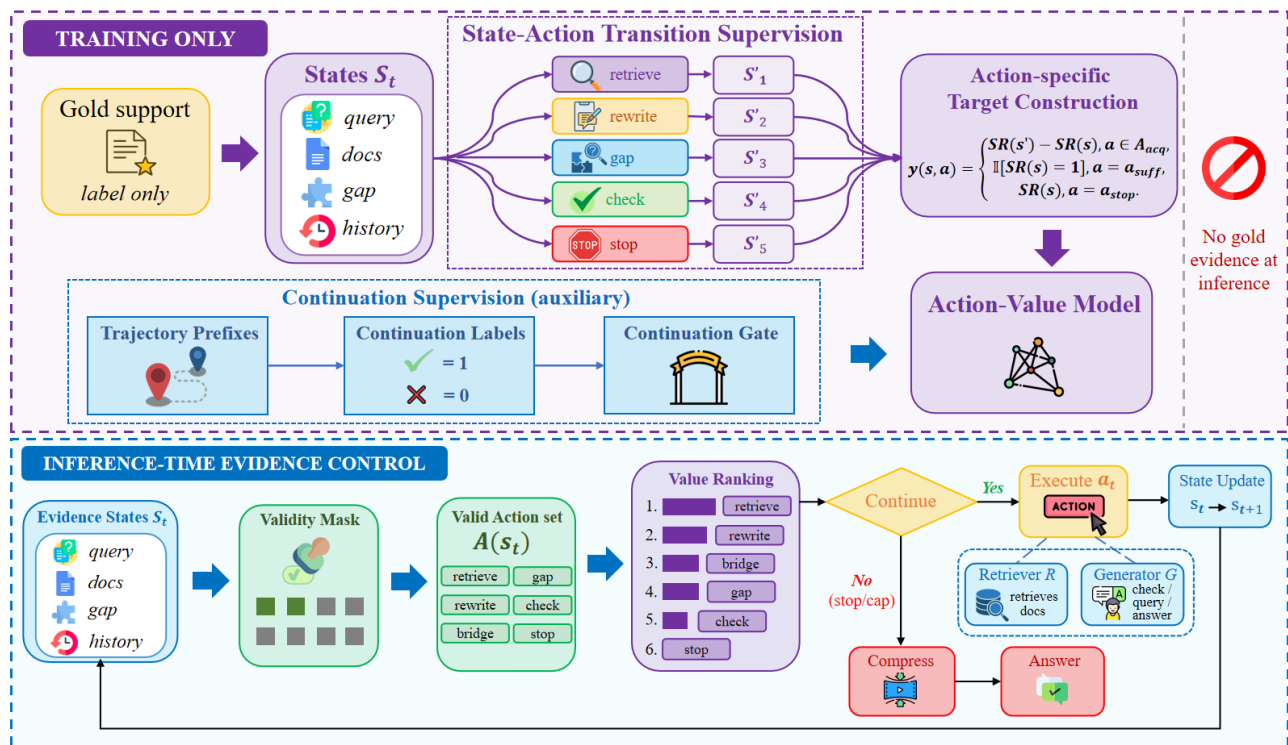 TRAINING ONLY
Gold support
label only
States S_t
query
docs
gap
history
State-Action Transition Supervision
retrieve
S'_1
rewrite
S'_2
gap
S'_3
check
S'_4
STOP
stop
S'_5
Action-specific
Target Construction
y(s, a) = { SR(s') − SR(s), a ∈ A_acq,
𝕀[SR(s) = 1], a = a_suff,
SR(s), a = a_stop.
No gold
evidence at
inference
Continuation Supervision (auxiliary)
Trajectory Prefixes
Continuation Labels
= 1
= 0
Continuation Gate
Action-Value Model
INFERENCE-TIME EVIDENCE CONTROL
Evidence States S_t
query
docs
gap
history
Validity Mask
Valid Action set
A(s_t)
retrieve
gap
rewrite
check
bridge
stop
Value Ranking
1. retrieve
2. rewrite
3. bridge
4. gap
5. check
6. stop
Continue
Yes
No
(stop/cap)
Execute a_t
ACTION
State Update
S_t → S_{t+1}
Retriever R
retrieves
docs
Generator G
A
check /
query /
answer
Compress
Answer